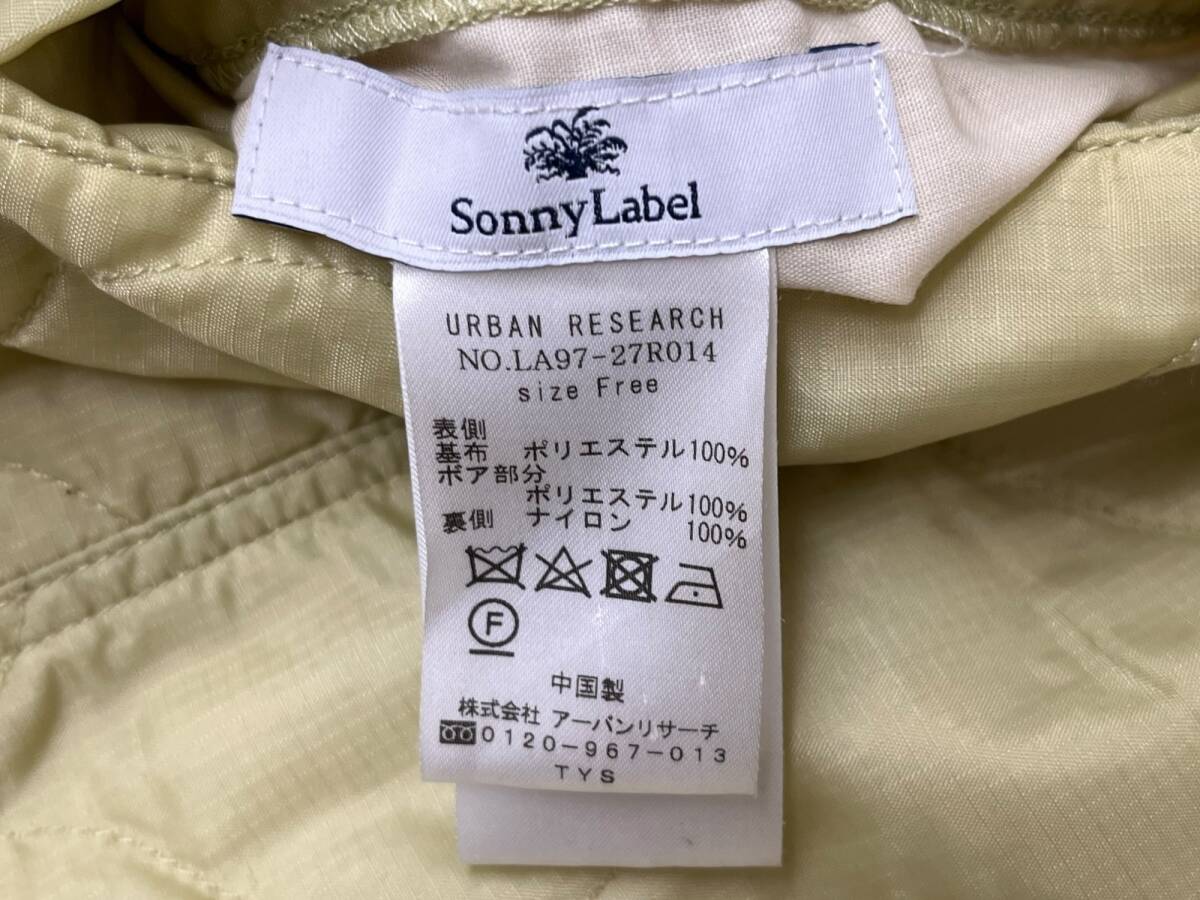 Sonny Label
URBAN RESEARCH
NO.LA97-27R014
size Free
表側
基布 ポリエステル100%
ボア部分
ポリエステル100%
裏側 ナイロン 100%
F
中国製
株式会社 アーバンリサーチ
0120-967-013
TYS